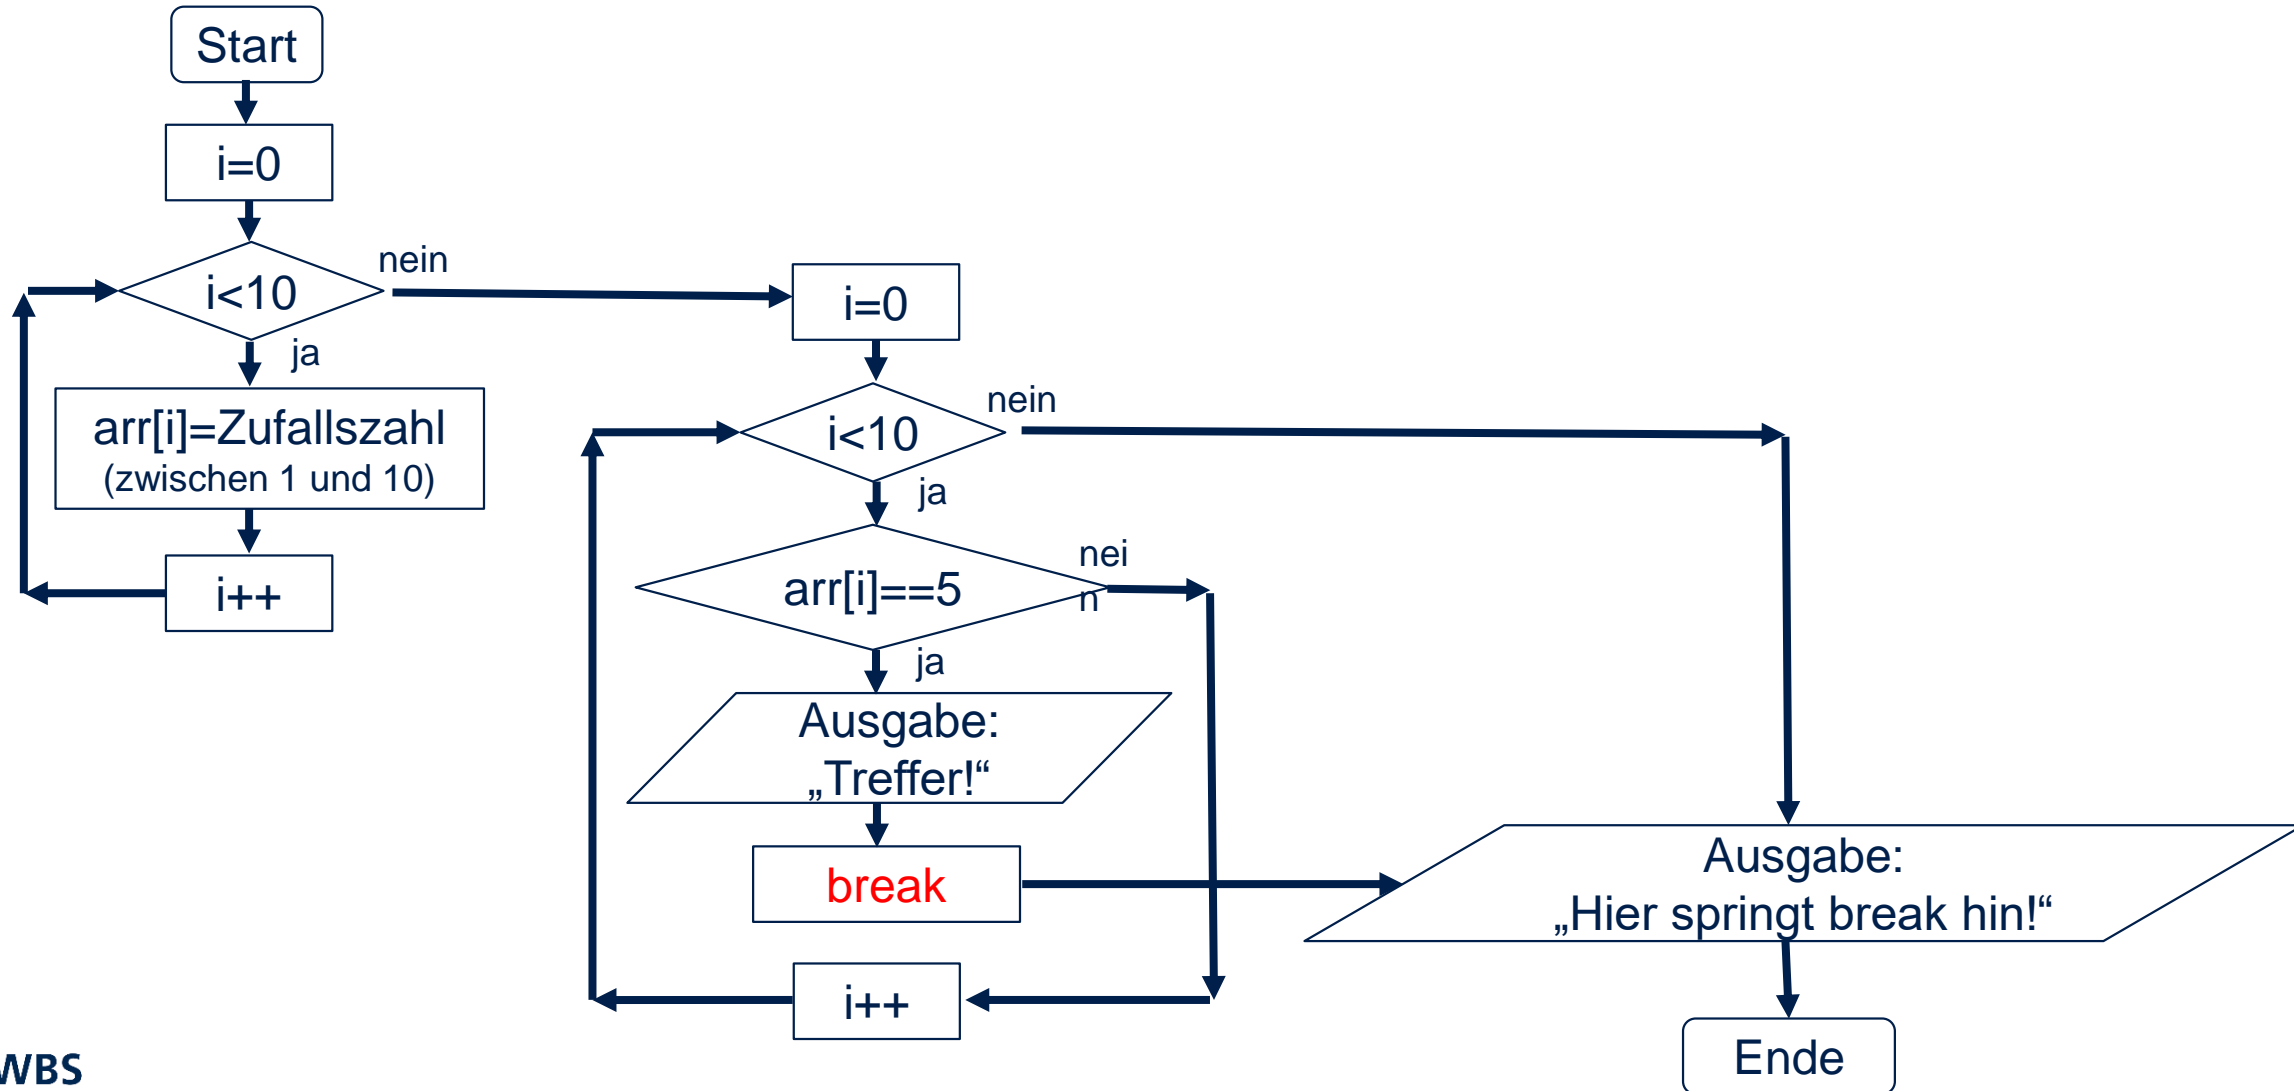 Start
i=0
i<10
nein
ja
arr[i]=Zufallszahl
(zwischen 1 und 10)
i++
i=0
i<10
nein
ja
arr[i]==5
nei
n
ja
Ausgabe:
„Treffer!“
break
i++
Ausgabe:
„Hier springt break hin!“
Ende
WBS